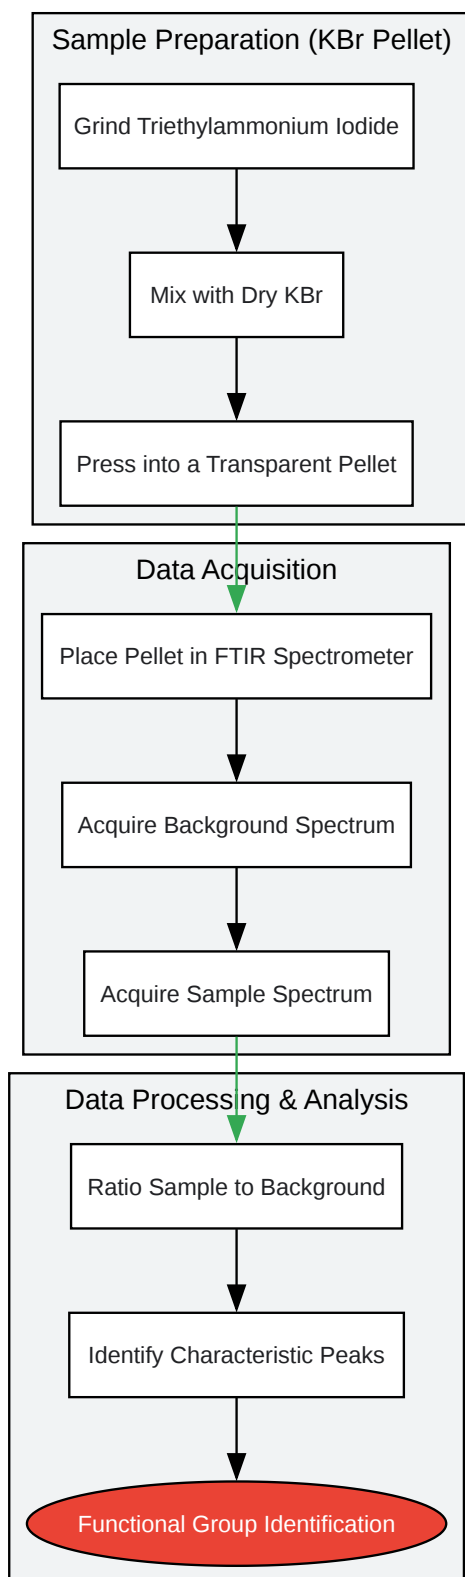 Sample Preparation (KBr Pellet)
Grind Triethylammonium Iodide
Mix with Dry KBr
Press into a Transparent Pellet
Data Acquisition
Place Pellet in FTIR Spectrometer
Acquire Background Spectrum
Acquire Sample Spectrum
Data Processing & Analysis
Ratio Sample to Background
Identify Characteristic Peaks
Functional Group Identification